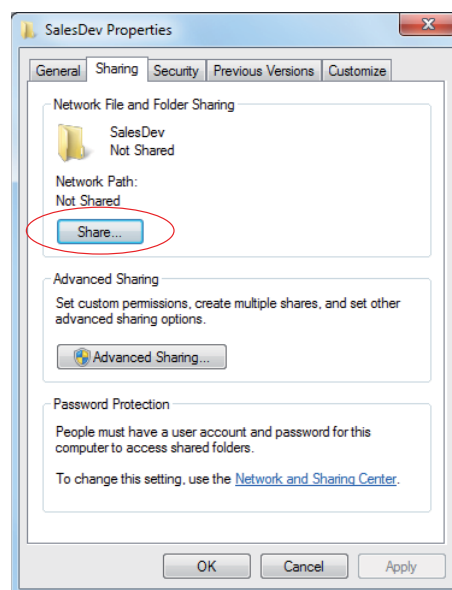 SalesDev Properties
General Sharing Security Previous Versions Customize
Network File and Folder Sharing
SalesDev
Not Shared
Network Path:
Not Shared
Share...
Advanced Sharing
Set custom permissions, create multiple shares, and set other
advanced sharing options.
Advanced Sharing...
Password Protection
People must have a user account and password for this
computer to access shared folders.
To change this setting, use the Network and Sharing Center.
OK Cancel Apply